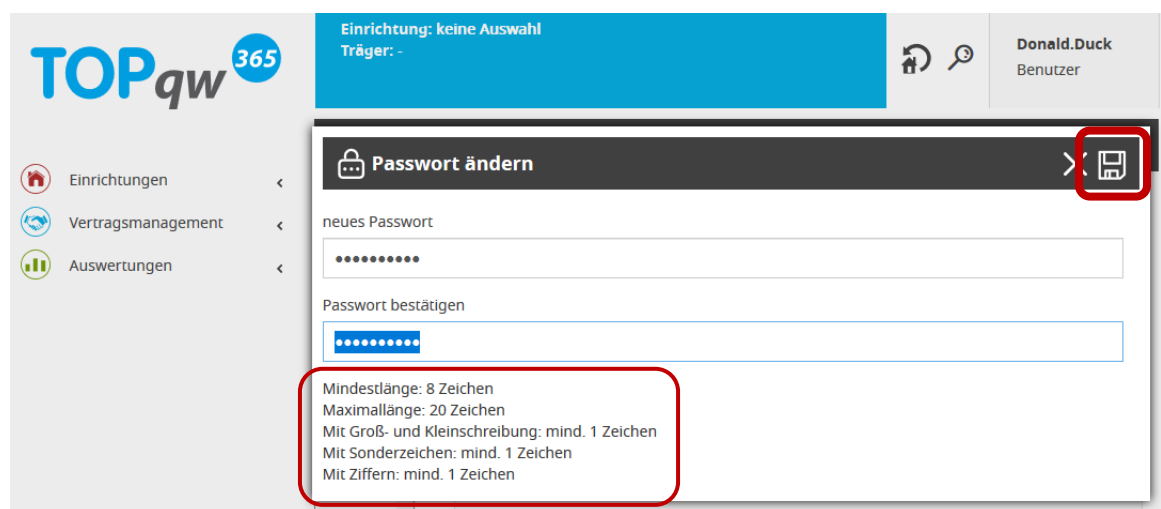 TOPqw 365
Einrichtung: keine Auswahl
Träger: -
Donald.Duck
Benutzer
Einrichtungen
Vertragsmanagement
Auswertungen
Passwort ändern
neues Passwort
••••••••••
Passwort bestätigen
••••••••••
Mindestlänge: 8 Zeichen
Maximallänge: 20 Zeichen
Mit Groß- und Kleinschreibung: mind. 1 Zeichen
Mit Sonderzeichen: mind. 1 Zeichen
Mit Ziffern: mind. 1 Zeichen